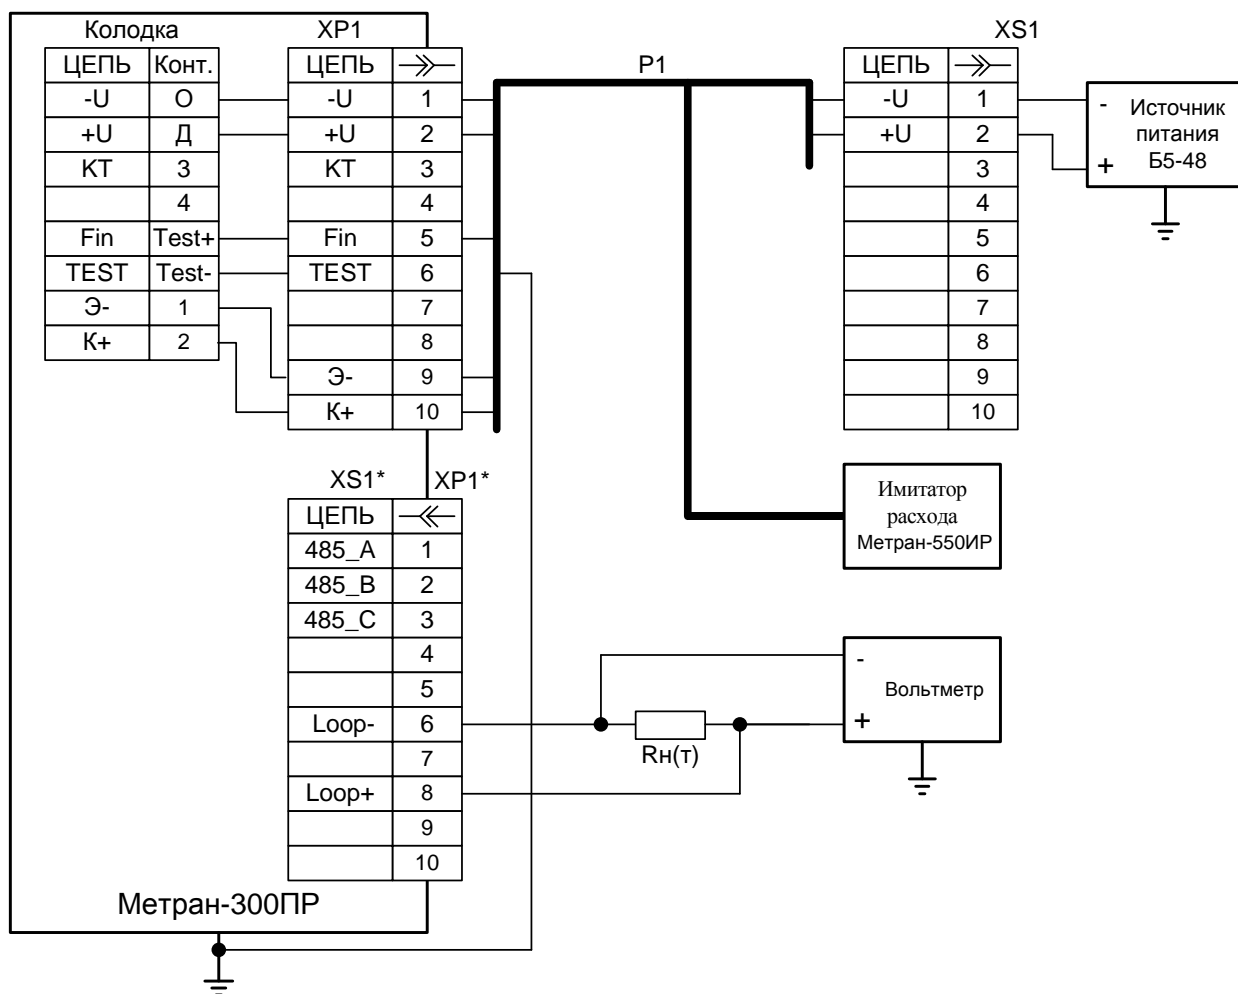 Колодка
ЦЕПЬ Конт.
-U О
+U Д
КТ 3
4
Fin Test+
TEST Test-
Э- 1
К+ 2
ХР1
ЦЕПЬ
-U 1
+U 2
КТ 3
4
Fin 5
TEST 6
7
8
Э- 9
К+ 10
Р1
XS1
ЦЕПЬ
-U 1
+U 2
3
4
5
6
7
8
9
10
- Источник
питания
+ Б5-48
Имитатор
расхода
Метран-550ИР
XS1* ХР1*
ЦЕПЬ
485_A 1
485_B 2
485_C 3
4
5
Loop- 6
7
Loop+ 8
9
10
Rн(т)
-
Вольтметр
+
Метран-300ПР